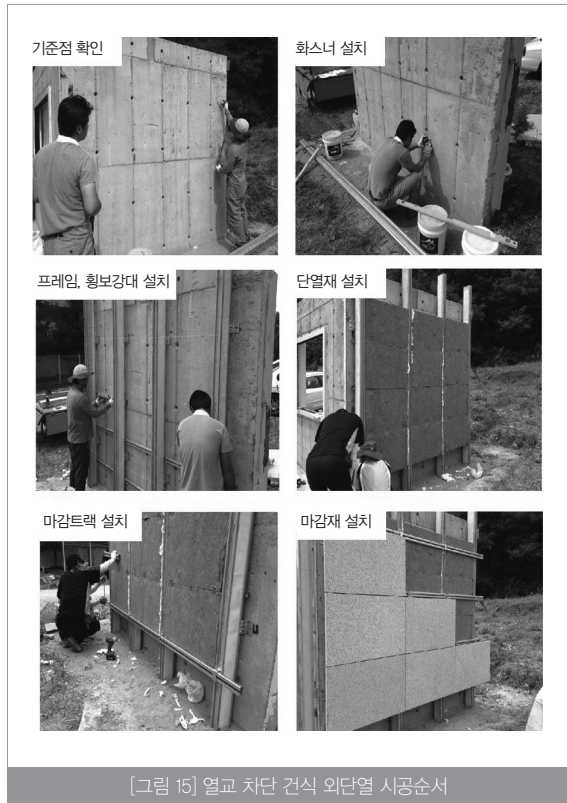 기준점 확인
화스너 설치
프레임, 횡보강대 설치
단열재 설치
마감트랙 설치
마감재 설치
[그림 15] 열교 차단 건식 외단열 시공순서